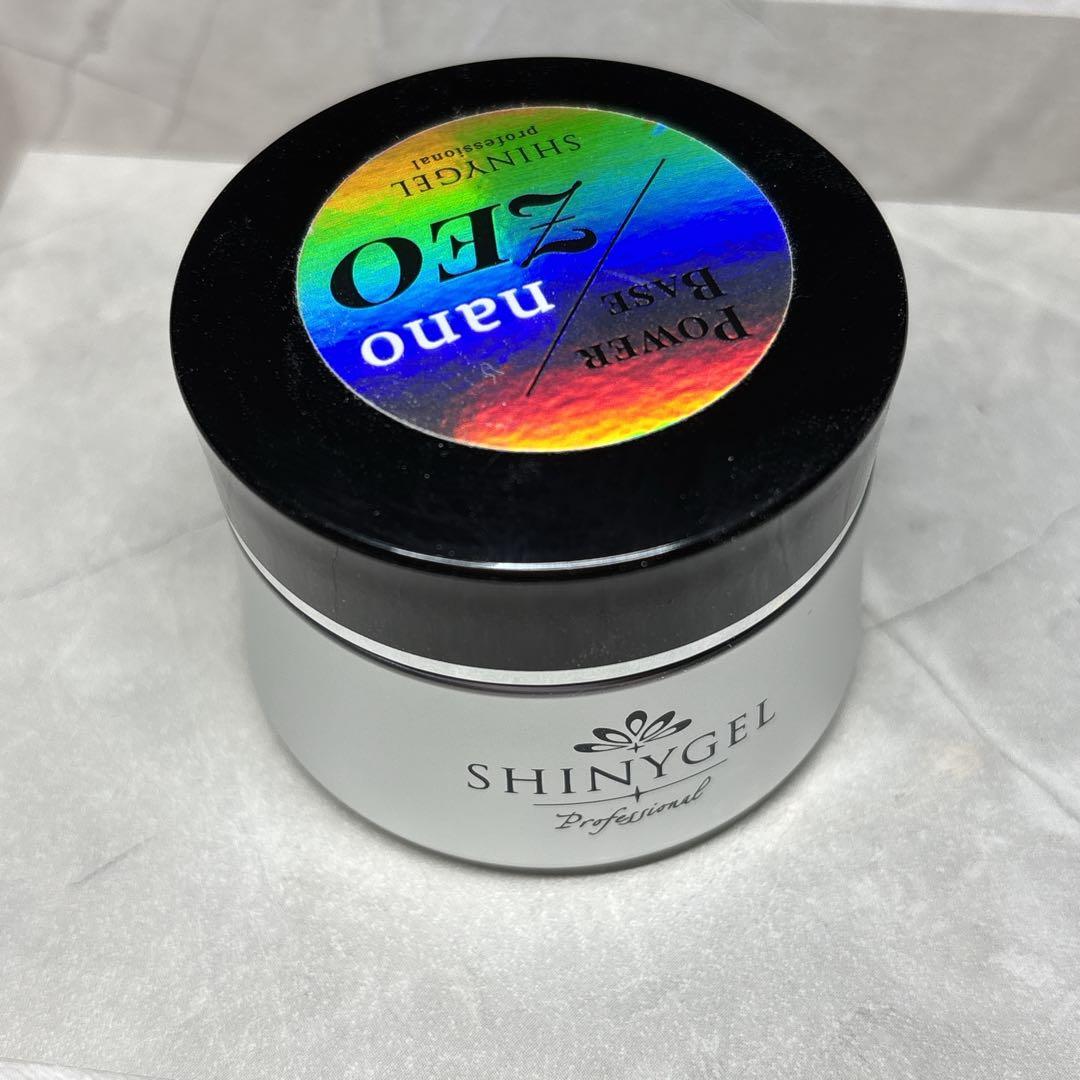 SHINYGEL
professional
ZEO
nano
POWER
BASE
SHINYGEL
Professional